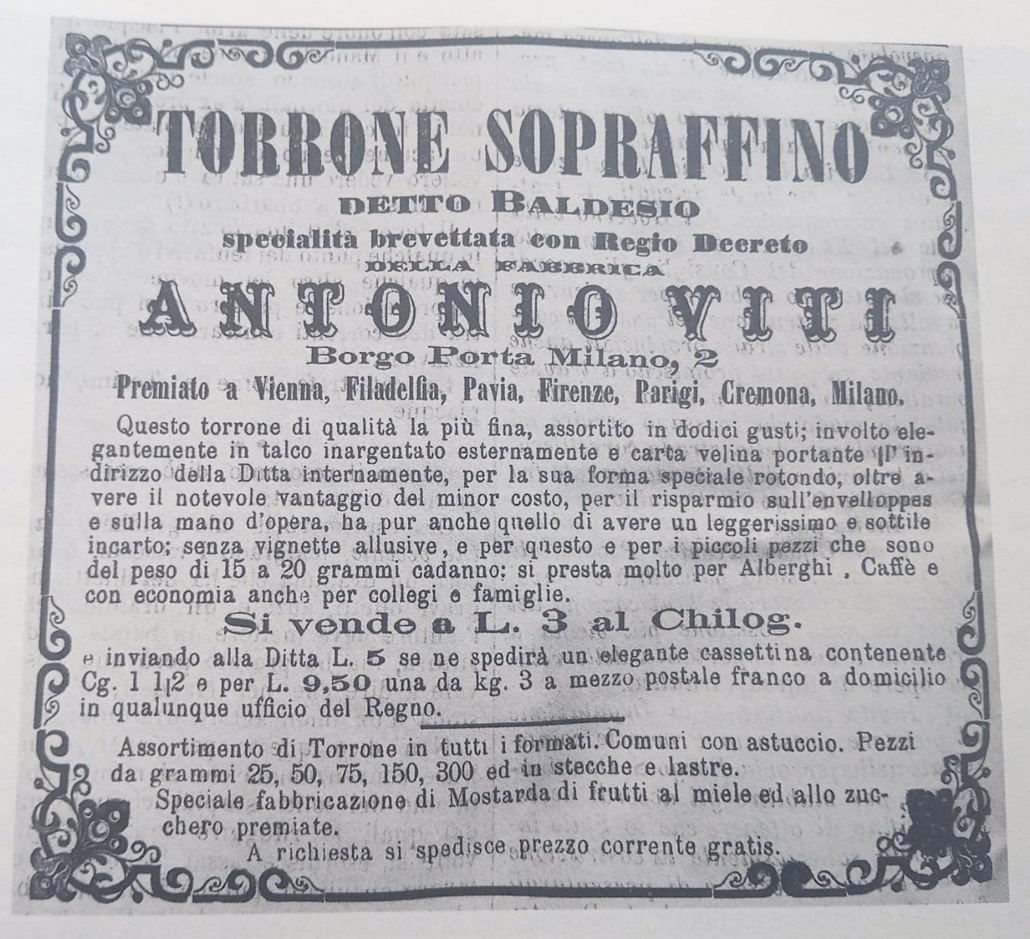 TORRONE SOPRAFFINO
DETTO BALDESIO
specialità brevettata con Regio Decreto
DELLA FABBRICA
ANTONIO VITI
Borgo Porta Milano, 2
Premiato a Vienna, Filadelfia, Pavia, Firenze, Parigi, Cremona, Milano.
Questo torrone di qualità la più fina, assortito in dodici gusti; involto ele-
gantemente in talco inargentato esternamente e carta velina portante l' in-
dirizzo della Ditta internamente, per la sua forma speciale rotondo, oltre a-
vere il notevole vantaggio del minor costo, per il risparmio sull'envelloppes
e sulla mano d'opera, ha pur anche quello di avere un leggerissimo e sottile
incarto; senza vignette allusive, e per questo e per i piccoli pezzi che sono
del peso di 15 a 20 grammi cadanno; si presta molto per Alberghi, Caffè e
con economia anche per collegi e famiglie.
Si vende a L. 3 al Chilog.
e inviando alla Ditta L. 5 se ne spedirà un elegante cassettina contenente
Cg. 1 1|2 e per L. 9,50 una da kg. 3 a mezzo postale franco a domicilio
in qualunque ufficio del Regno.
Assortimento di Torrone in tutti i formati. Comuni con astuccio. Pezzi
da grammi 25, 50, 75, 150, 300 ed in stecche e lastre.
Speciale fabbricazione di Mostarda di frutti al miele ed allo zuc-
chero premiate.
A richiesta si spedisce prezzo corrente gratis.